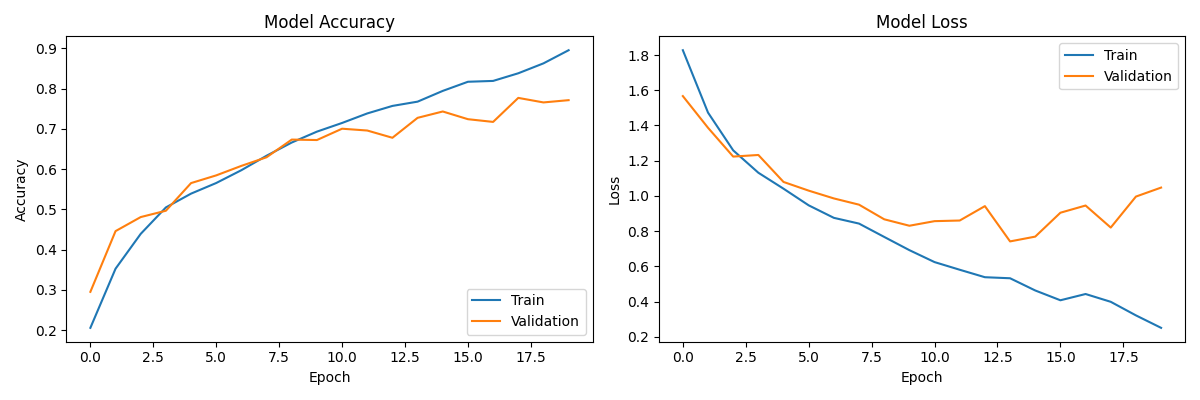 Model Accuracy
Accuracy
0.9
0.8
0.7
0.6
0.5
0.4
0.3
0.2
Train
Validation
0.0 2.5 5.0 7.5 10.0 12.5 15.0 17.5
Epoch
Model Loss
Loss
1.8
1.6
1.4
1.2
1.0
0.8
0.6
0.4
0.2
Train
Validation
0.0 2.5 5.0 7.5 10.0 12.5 15.0 17.5
Epoch